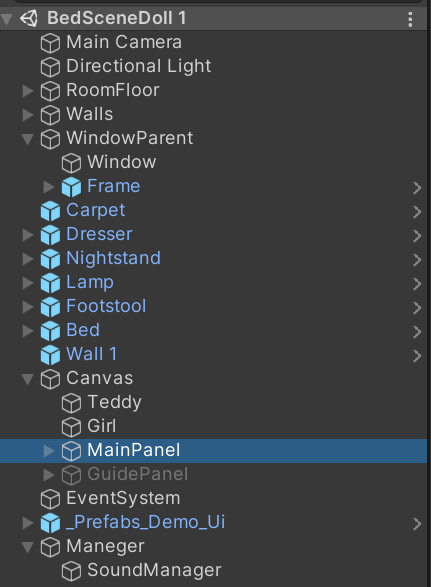 BedSceneDoll 1
Main Camera
Directional Light
RoomFloor
Walls
WindowParent
Window
Frame
Carpet
Dresser
Nightstand
Lamp
Footstool
Bed
Wall 1
Canvas
Teddy
Girl
MainPanel
GuidePanel
EventSystem
_Prefabs_Demo_Ui
Maneger
SoundManager